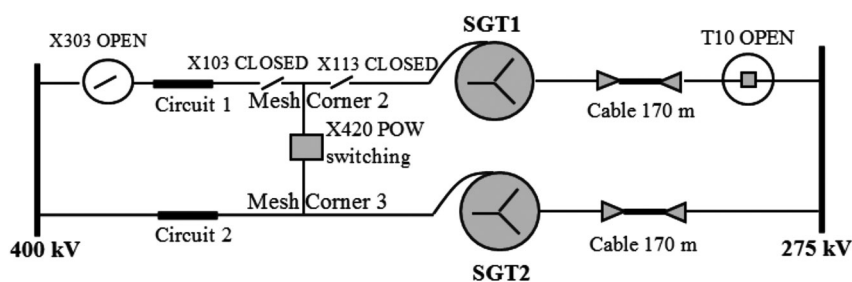 SGT1
X303 OPEN
T10 OPEN
X103 CLOSED
X113 CLOSED
Circuit 1
Mesh Corner 2
Cable 170 m
X420 POW
switching
Mesh Corner 3
Circuit 2
Cable 170 m
400 kV
SGT2
275 kV